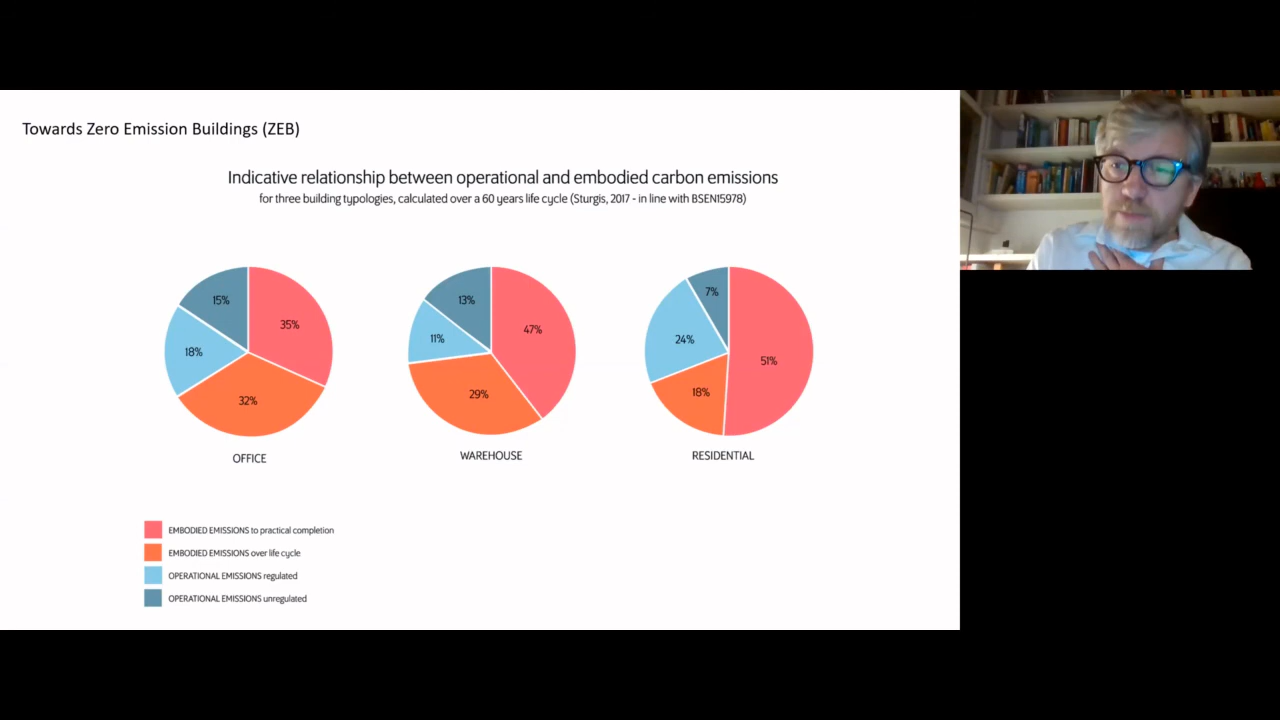 Towards Zero Emission Buildings (ZEB)
Indicative relationship between operational and embodied carbon emissions
for three building typologies, calculated over a 60 years life cycle (Sturgis, 2017 - in line with BSEN15978)
15%
35%
18%
32%
OFFICE
13%
47%
11%
29%
WAREHOUSE
7%
24%
51%
18%
RESIDENTIAL
EMBODIED EMISSIONS to practical completion
EMBODIED EMISSIONS over life cycle
OPERATIONAL EMISSIONS regulated
OPERATIONAL EMISSIONS unregulated